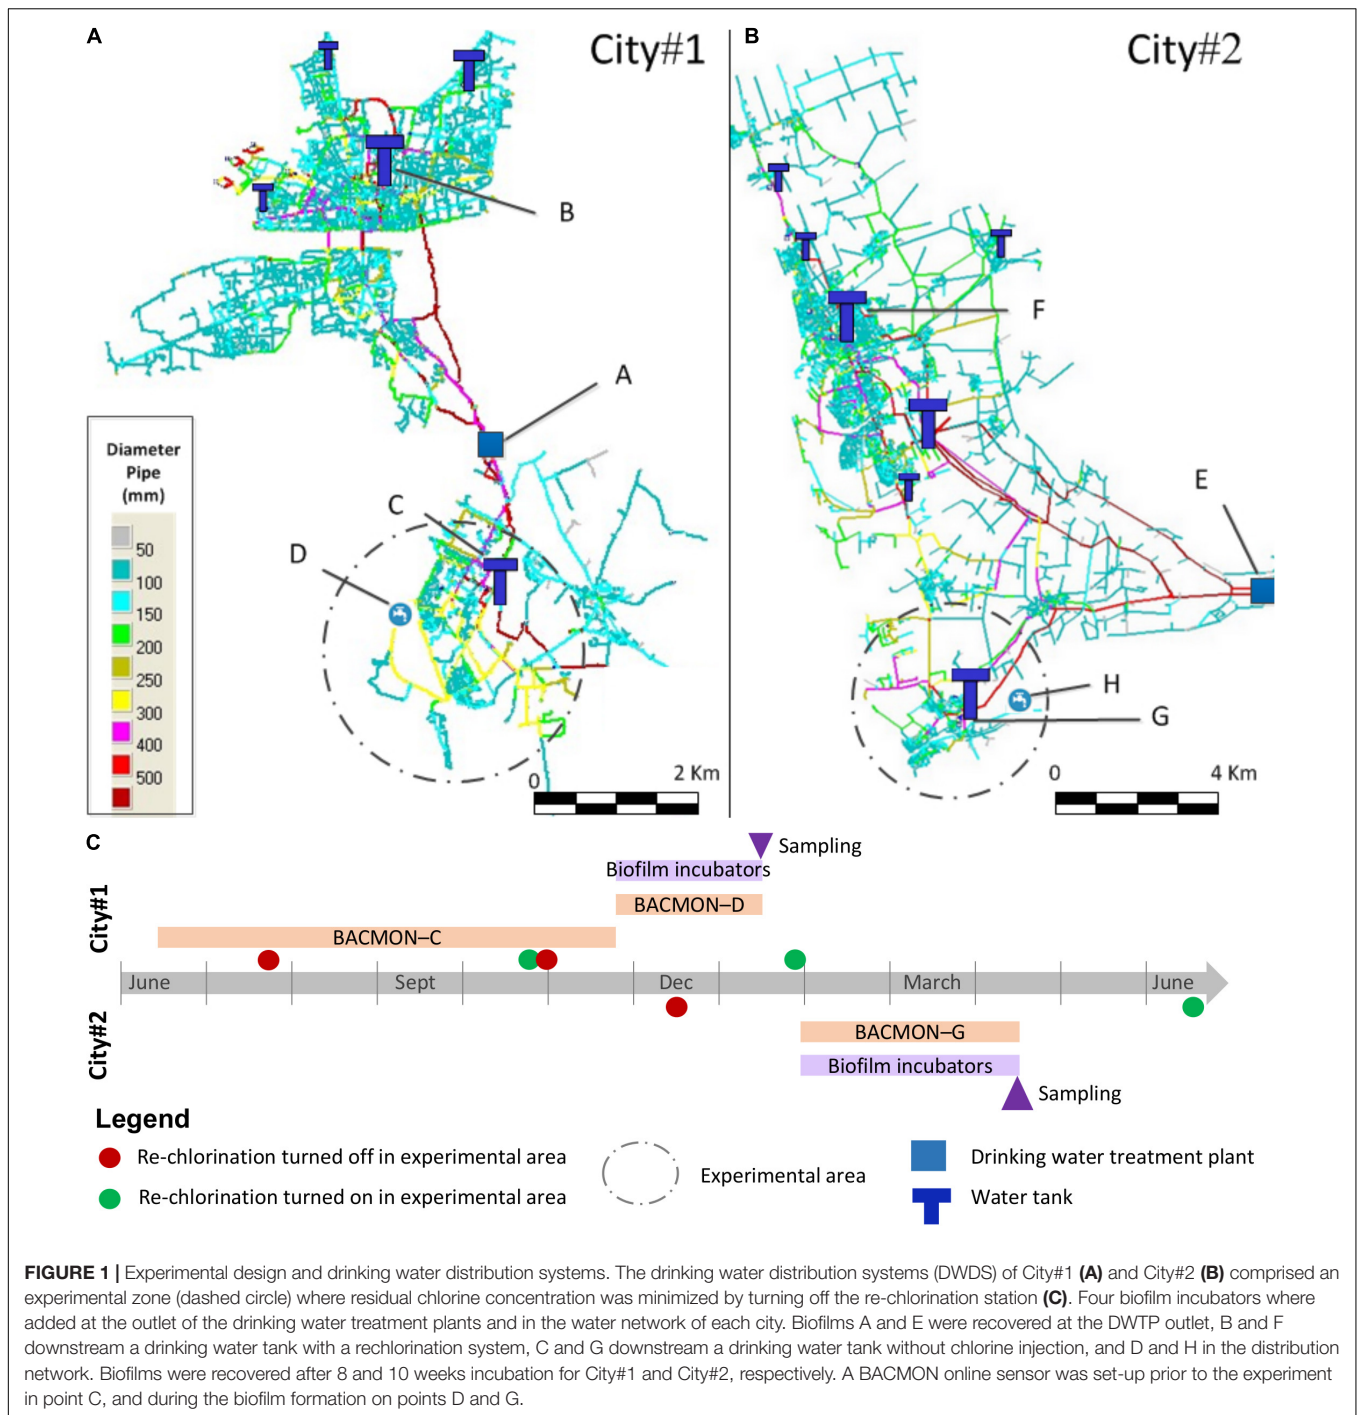 A
City#1
B
City#2
B
F
A
Diameter
Pipe
(mm)
50
100
150
200
250
300
400
500
C
D
E
H
G
0
2 Km
0
4 Km
C
Sampling
Biofilm incubators
City#1
BACMON–D
BACMON–C
June
Sept
Dec
March
June
City#2
BACMON–G
Biofilm incubators
Sampling
Legend
Re-chlorination turned off in experimental area
Re-chlorination turned on in experimental area
Experimental area
Drinking water treatment plant
Water tank
FIGURE 1 | Experimental design and drinking water distribution systems. The drinking water distribution systems (DWDS) of City#1 (A) and City#2 (B) comprised an
experimental zone (dashed circle) where residual chlorine concentration was minimized by turning off the re-chlorination station (C). Four biofilm incubators where
added at the outlet of the drinking water treatment plants and in the water network of each city. Biofilms A and E were recovered at the DWTP outlet, B and F
downstream a drinking water tank with a rechlorination system, C and G downstream a drinking water tank without chlorine injection, and D and H in the distribution
network. Biofilms were recovered after 8 and 10 weeks incubation for City#1 and City#2, respectively. A BACMON online sensor was set-up prior to the experiment
in point C, and during the biofilm formation on points D and G.